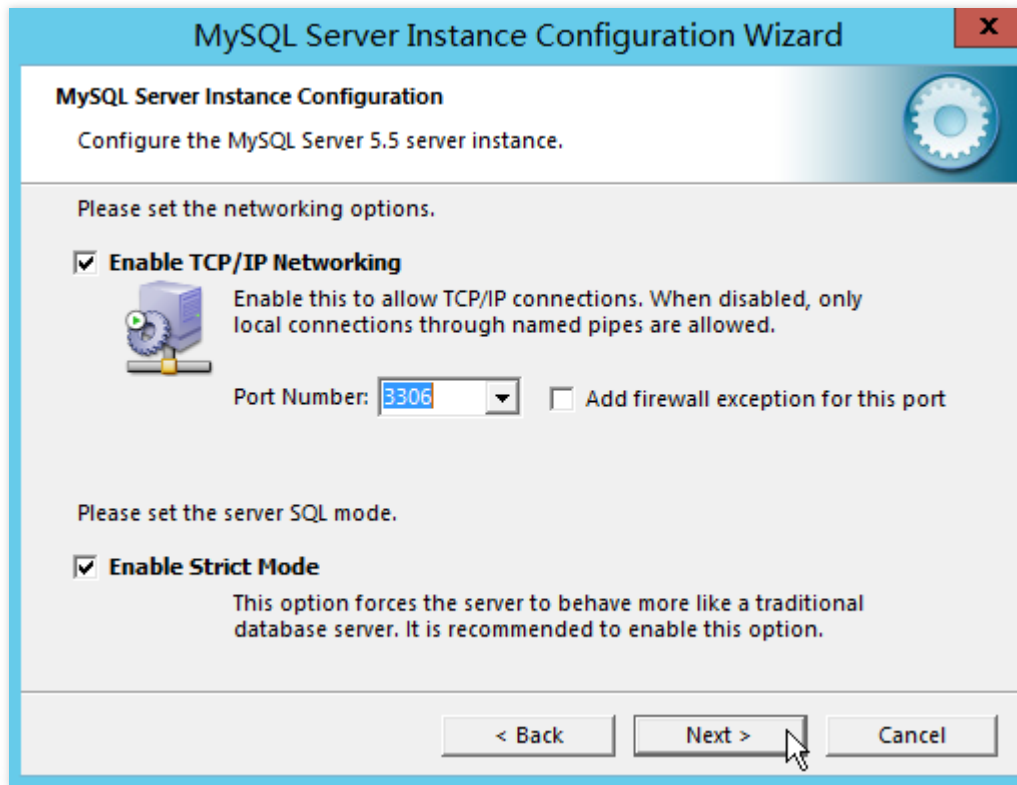 MySQL Server Instance Configuration Wizard
x
MySQL Server Instance Configuration
Configure the MySQL Server 5.5 server instance.
Please set the networking options.
Enable TCP/IP Networking
Enable this to allow TCP/IP connections. When disabled, only
local connections through named pipes are allowed.
Port Number: 3306 Add firewall exception for this port
Please set the server SQL mode.
Enable Strict Mode
This option forces the server to behave more like a traditional
database server. It is recommended to enable this option.
< Back Next > Cancel